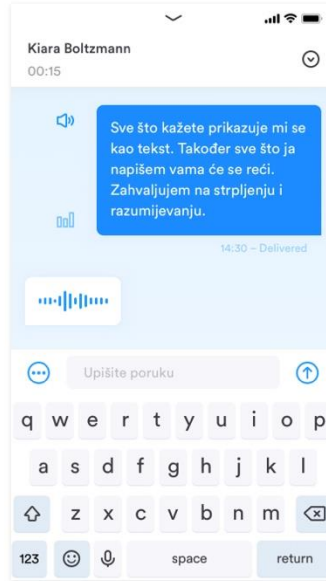 Kiara Boltzmann
00:15
Sve što kažete prikazuje mi se
kao tekst. Također sve što ja
napišem vama će se reći.
Zahvaljujem na strpljenju i
razumijevanju.
14:30 – Delivered
Upišite poruku
q w e r t y u i o p
a s d f g h j k l
z x c v b n m
123 space return